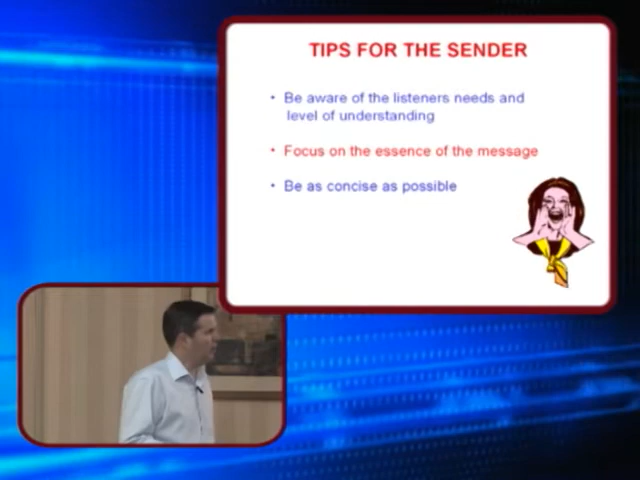 TIPS FOR THE SENDER
• Be aware of the listeners needs and
level of understanding
• Focus on the essence of the message
• Be as concise as possible